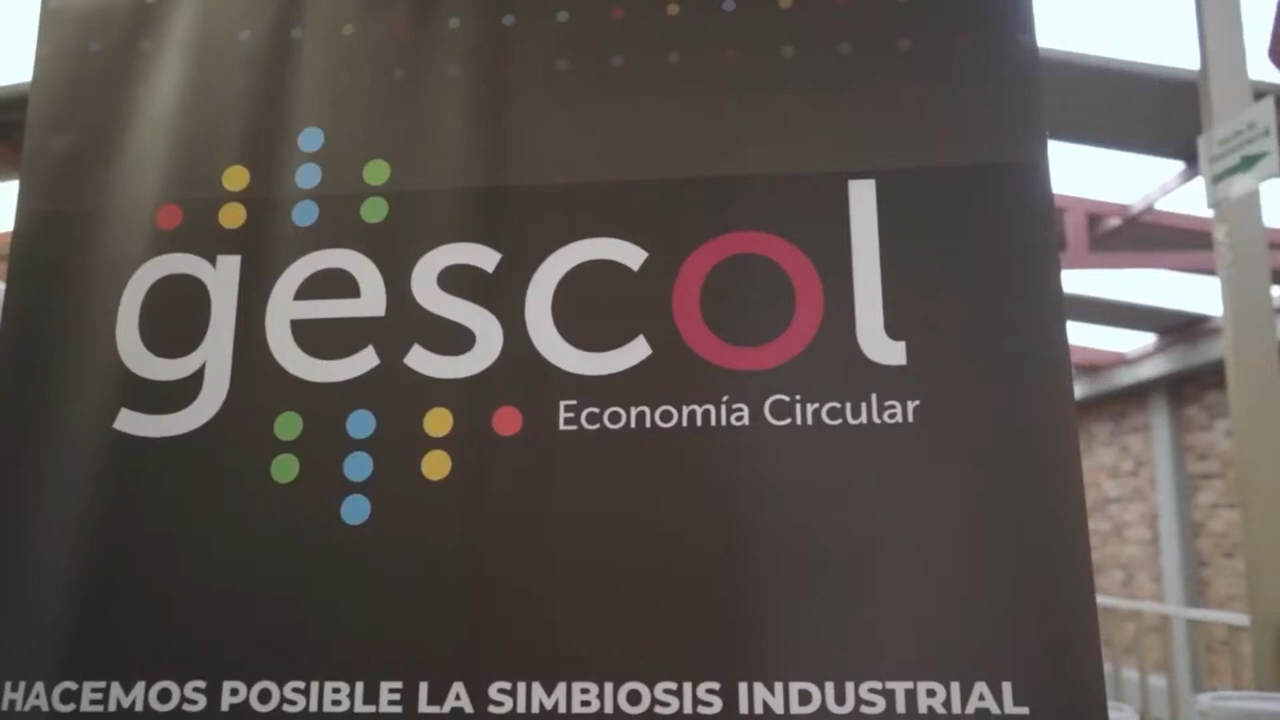 gescol
Economía Circular
HACEMOS POSIBLE LA SIMBIOSIS INDUSTRIAL